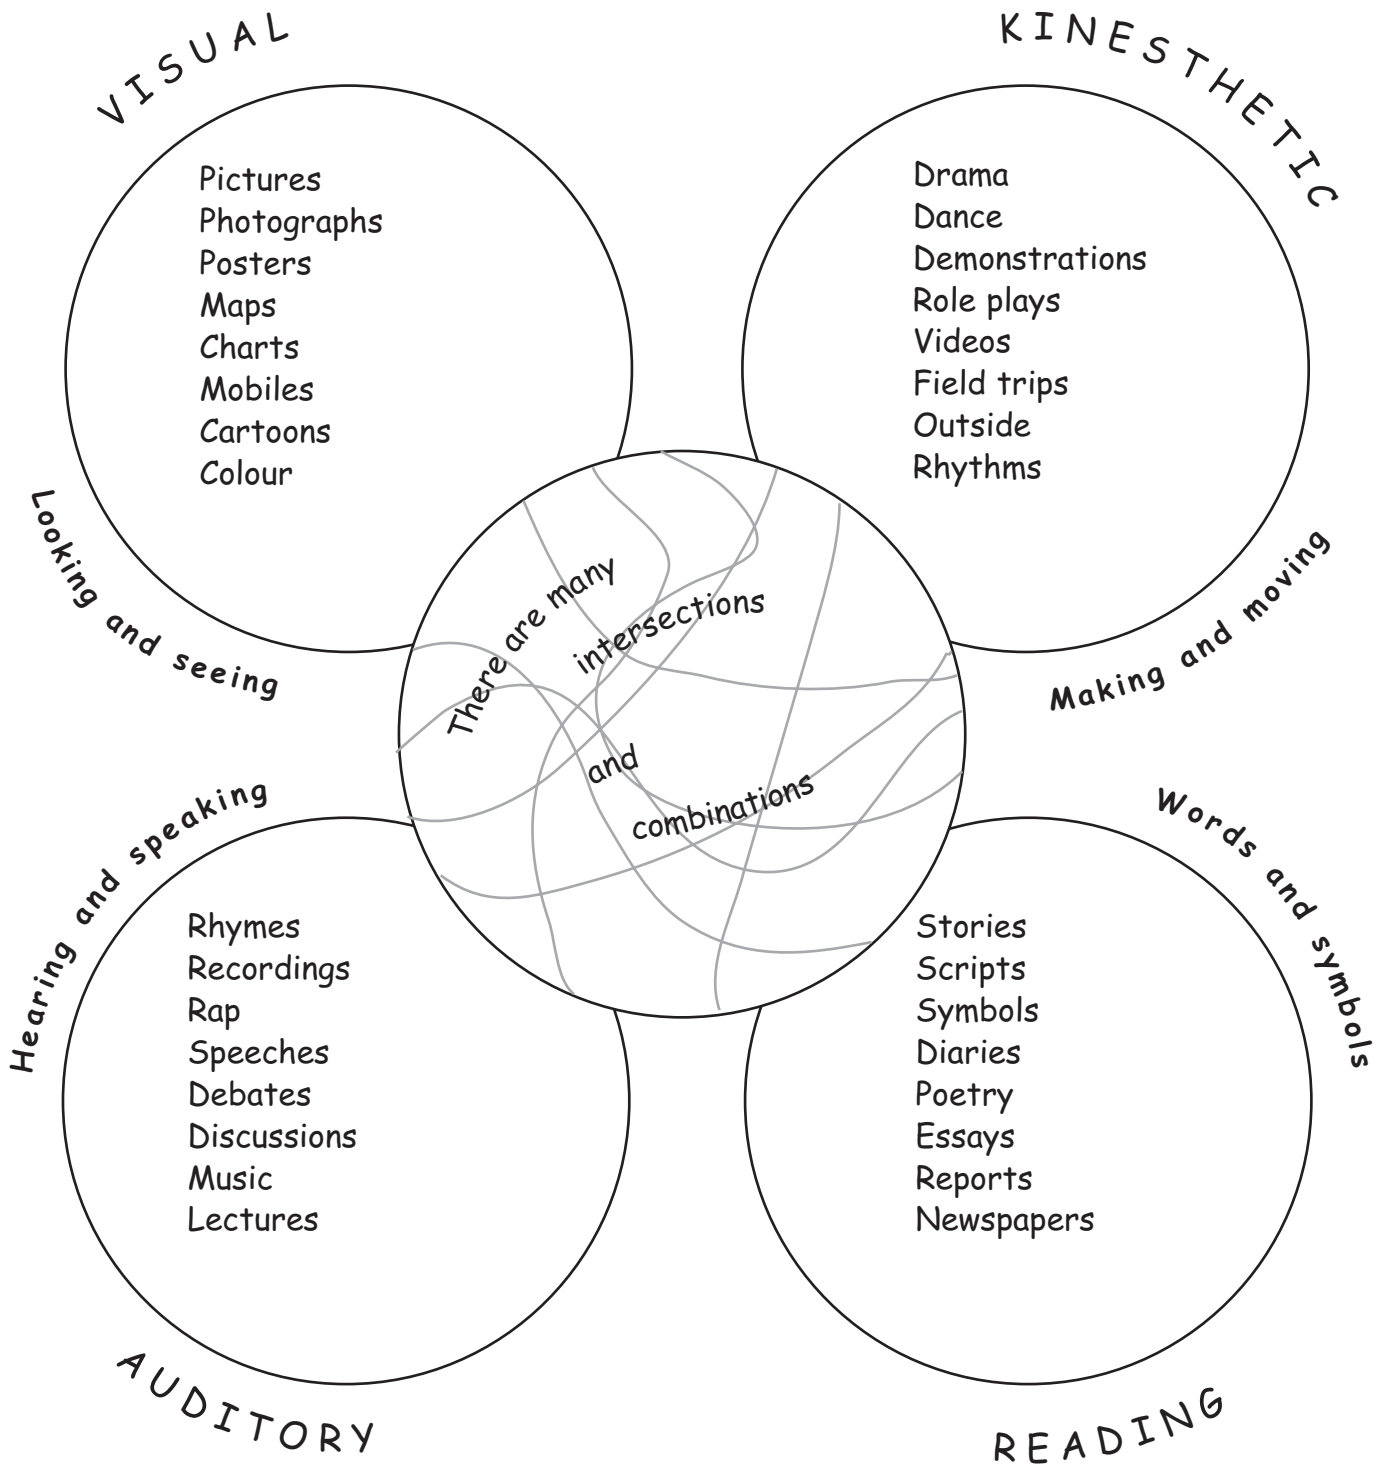 VISUAL
Pictures
Photographs
Posters
Maps
Charts
Mobiles
Cartoons
Colour
Looking and seeing
KINESTHETIC
Drama
Dance
Demonstrations
Role plays
Videos
Field trips
Outside
Rhythms
Making and moving
There are many
intersections
and
combinations
Hearing and speaking
Rhymes
Recordings
Rap
Speeches
Debates
Discussions
Music
Lectures
AUDITORY
Words and symbols
Stories
Scripts
Symbols
Diaries
Poetry
Essays
Reports
Newspapers
READING